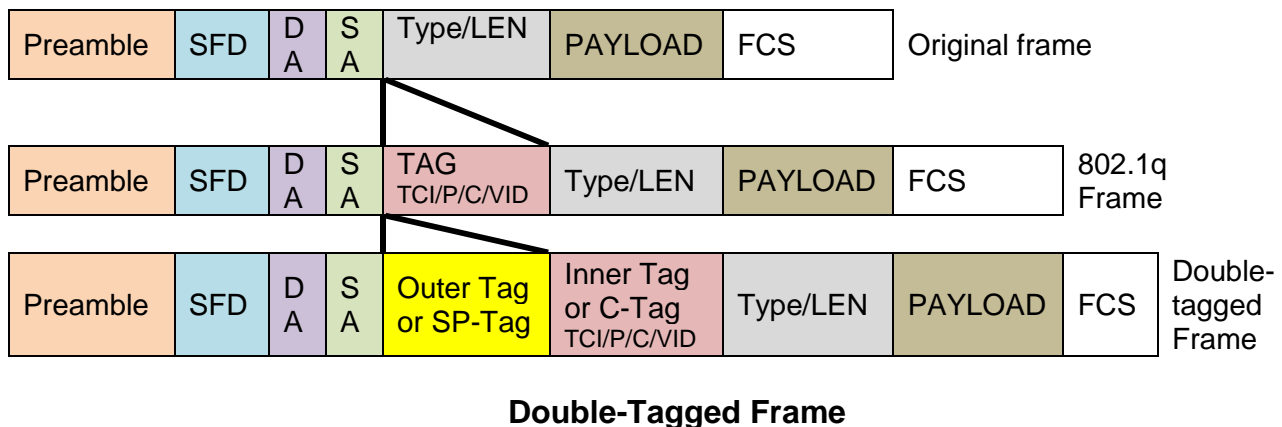 Preamble SFD D A S A Type/LEN PAYLOAD FCS Original frame
Preamble SFD D A S A TAG TCI/P/C/VID Type/LEN PAYLOAD FCS 802.1q Frame
Preamble SFD D A S A Outer Tag or SP-Tag Inner Tag or C-Tag TCI/P/C/VID Type/LEN PAYLOAD FCS Double-tagged Frame
Double-Tagged Frame